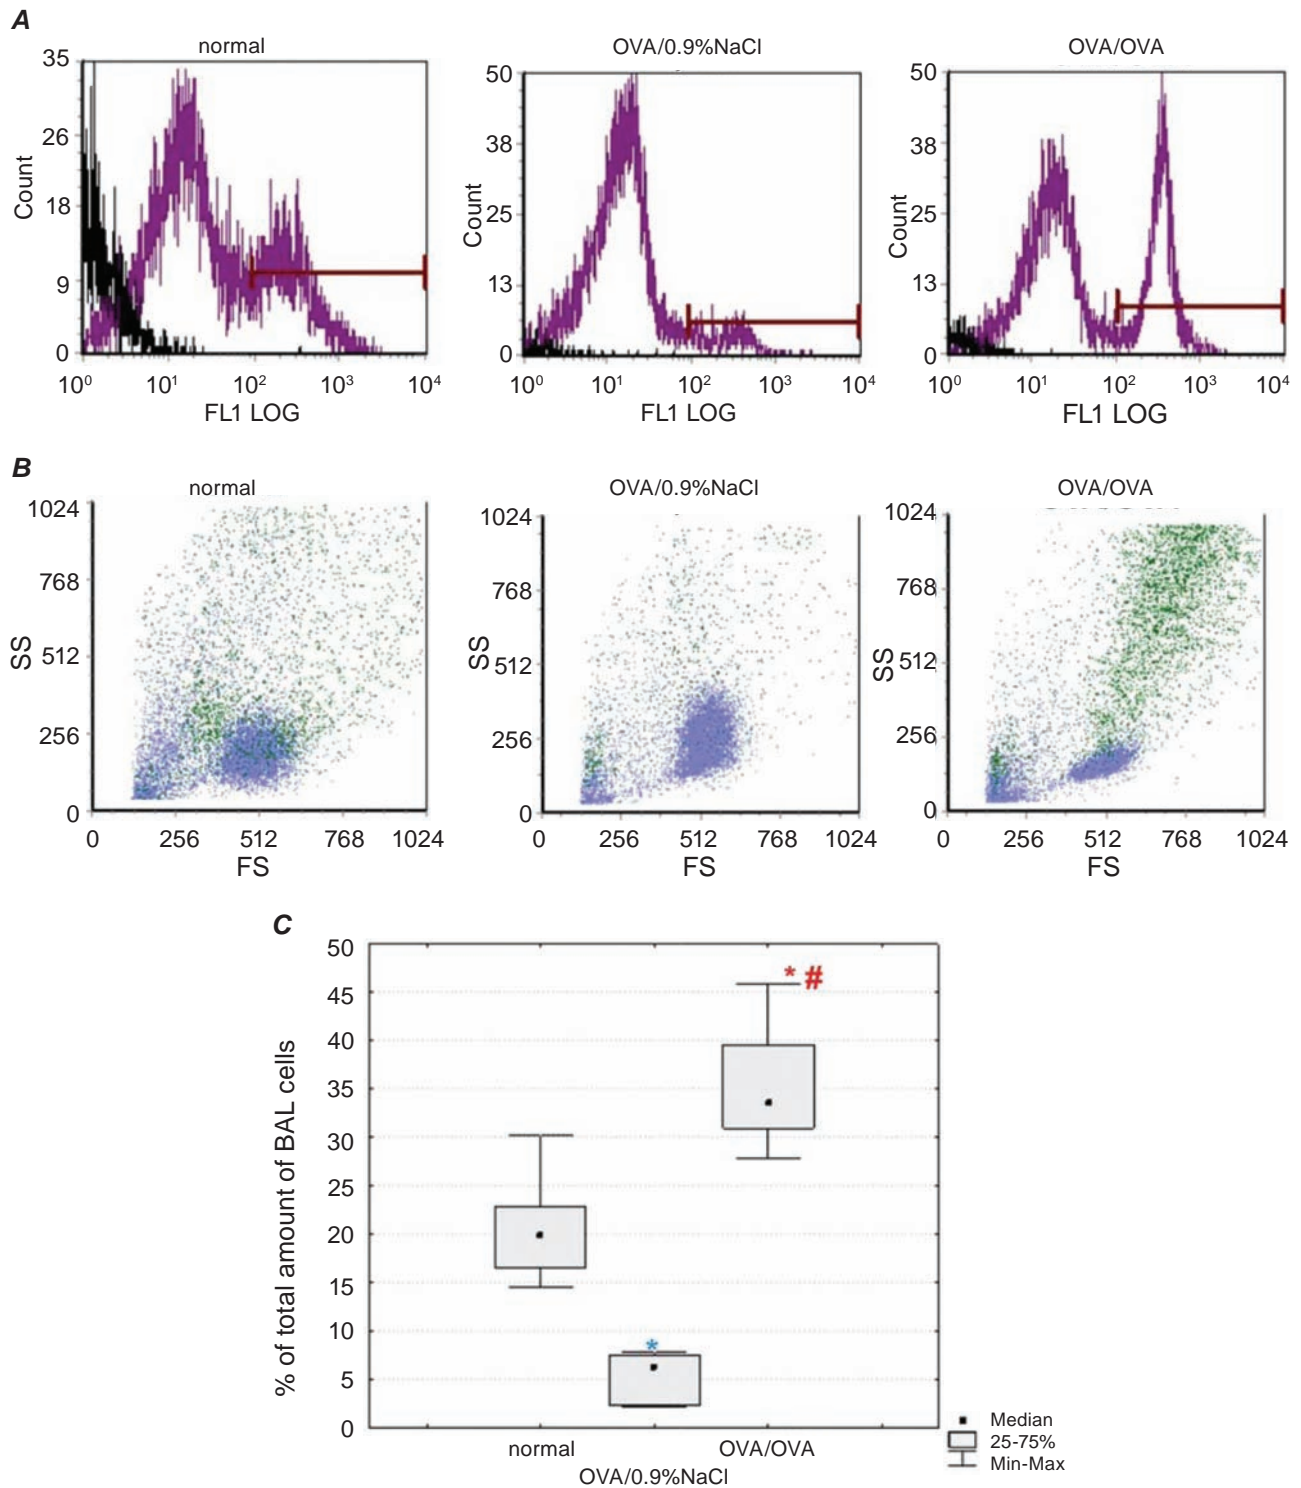 A
normal
OVA/0.9%NaCl
OVA/OVA
35
26
18
9
0
Count
10⁰ 10¹ 10² 10³ 10⁴
FL1 LOG
50
38
25
13
0
Count
10⁰ 10¹ 10² 10³ 10⁴
FL1 LOG
50
38
25
13
0
Count
10⁰ 10¹ 10² 10³ 10⁴
FL1 LOG
B
normal
OVA/0.9%NaCl
OVA/OVA
1024
768
512
256
0
SS
0 256 512 768 1024
FS
1024
768
512
256
0
SS
0 256 512 768 1024
FS
1024
768
512
256
0
SS
0 256 512 768 1024
FS
C
50
45
40
35
30
25
20
15
10
5
0
% of total amount of BAL cells
* #
*
normal
OVA/0.9%NaCl
OVA/OVA
Median
25-75%
Min-Max